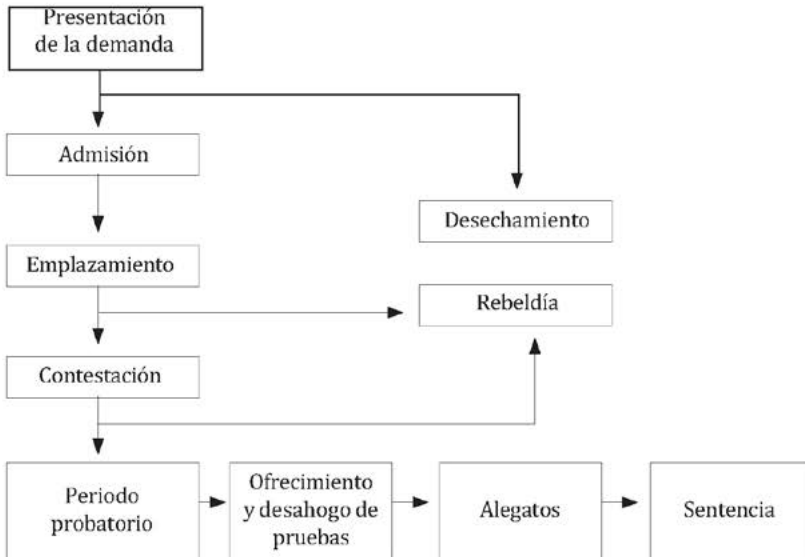 Presentación
de la demanda
Admisión
Desechamiento
Emplazamiento
Rebeldía
Contestación
Periodo
probatorio
Ofrecimiento
y desahogo de
pruebas
Alegatos
Sentencia